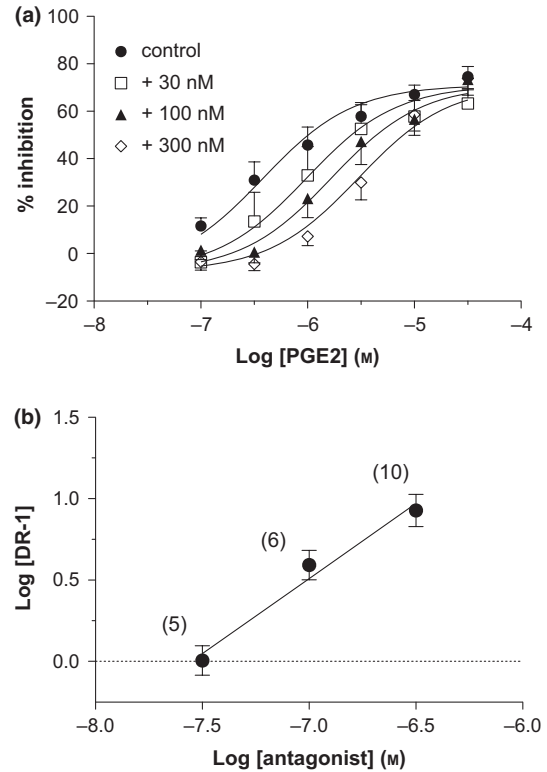 (a)
100
80
60
40
20
0
−20
% inhibition
control
+ 30 nM
+ 100 nM
+ 300 nM
−8
−7
−6
−5
−4
Log [PGE2] (M)
(b)
1.5
1.0
0.5
0.0
Log [DR-1]
(5)
(6)
(10)
−8.0
−7.5
−7.0
−6.5
−6.0
Log [antagonist] (M)